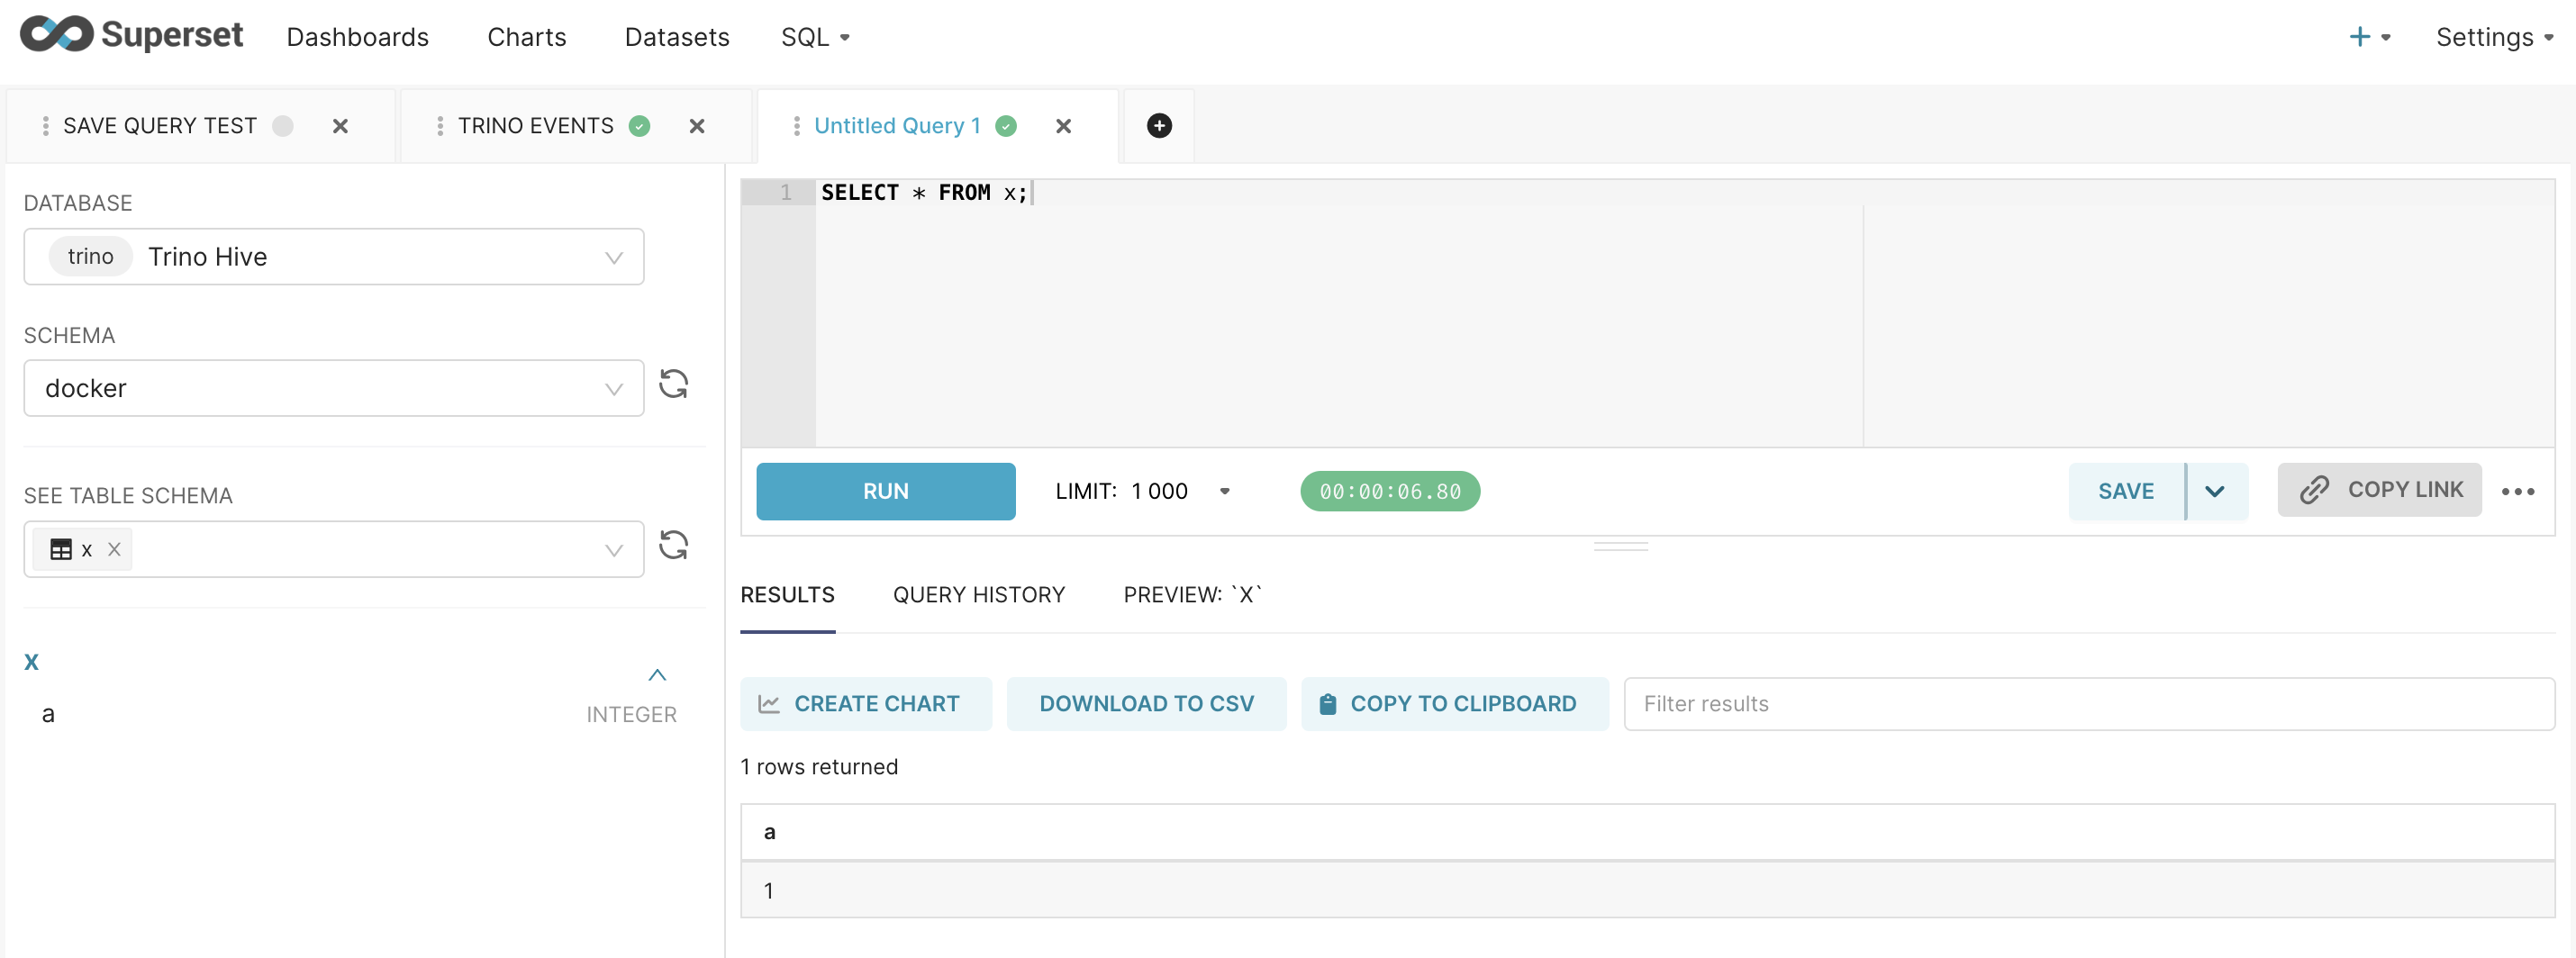 Superset Dashboards Charts Datasets SQL Settings
SAVE QUERY TEST TRINO EVENTS Untitled Query 1
DATABASE
trino Trino Hive
SCHEMA
docker
SEE TABLE SCHEMA
x
x
a INTEGER
1 SELECT * FROM x;
RUN LIMIT: 1 000 00:00:06.80 SAVE COPY LINK
RESULTS QUERY HISTORY PREVIEW: `X`
CREATE CHART DOWNLOAD TO CSV COPY TO CLIPBOARD Filter results
1 rows returned
a
1